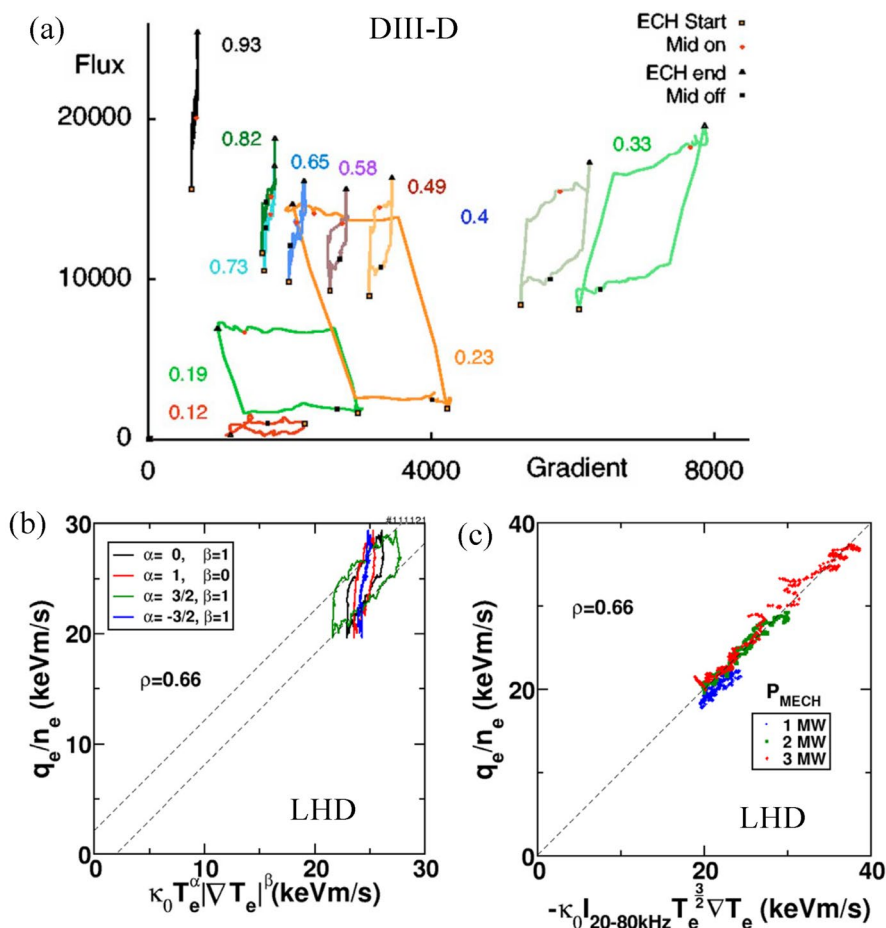 (a)
DIII-D
ECH Start
Mid on
ECH end
Mid off
Flux
20000
10000
0
0.93
0.82
0.65
0.58
0.49
0.4
0.33
0.73
0.19
0.12
0.23
0
4000
Gradient
8000
(b)
#111121
α= 0, β=1
α= 1, β=0
α= 3/2, β=1
α= -3/2, β=1
ρ=0.66
LHD
q_e/n_e (keVm/s)
30
20
10
0
0
10
20
30
κ₀T_e^α|∇T_e|^β(keVm/s)
(c)
ρ=0.66
P_MECH
1 MW
2 MW
3 MW
LHD
q_e/n_e (keVm/s)
40
20
0
0
20
40
-κ₀I_20-80kHz T_e^3/2 ∇T_e (keVm/s)